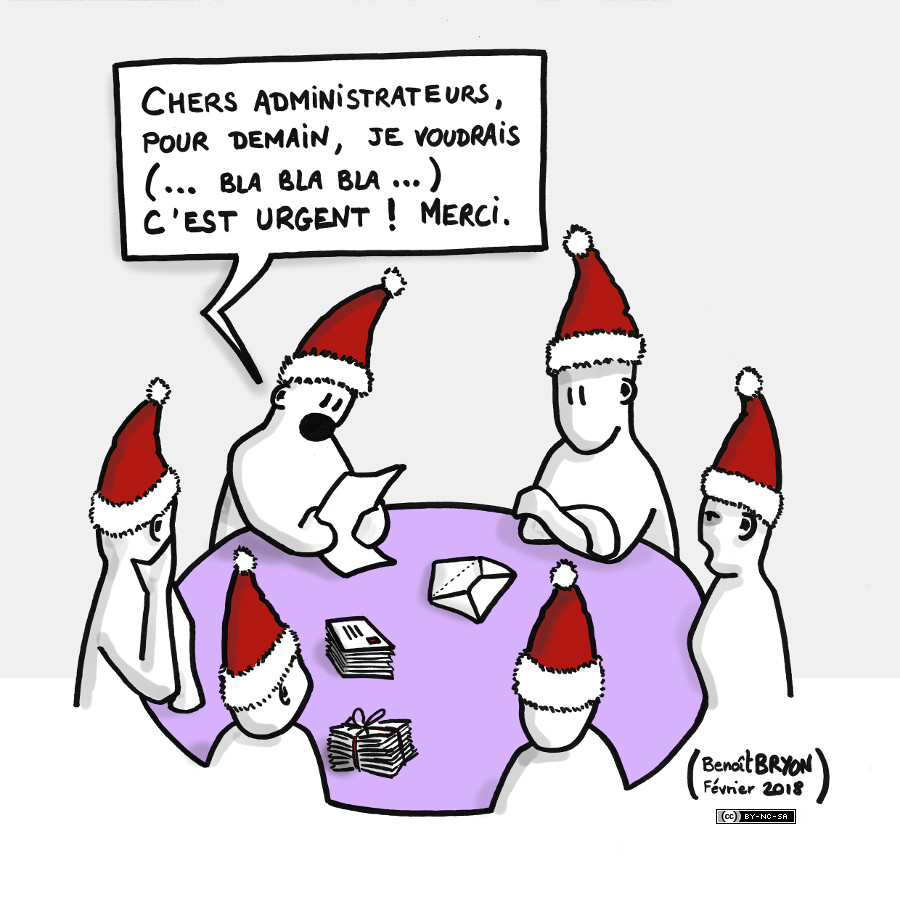 CHERS ADMINISTRATEURS,
POUR DEMAIN, JE VOUDRAIS
(... BLA BLA BLA ...)
C'EST URGENT ! MERCI.
(Benoît BRYON
Février 2018)
(cc) BY-NC-SA